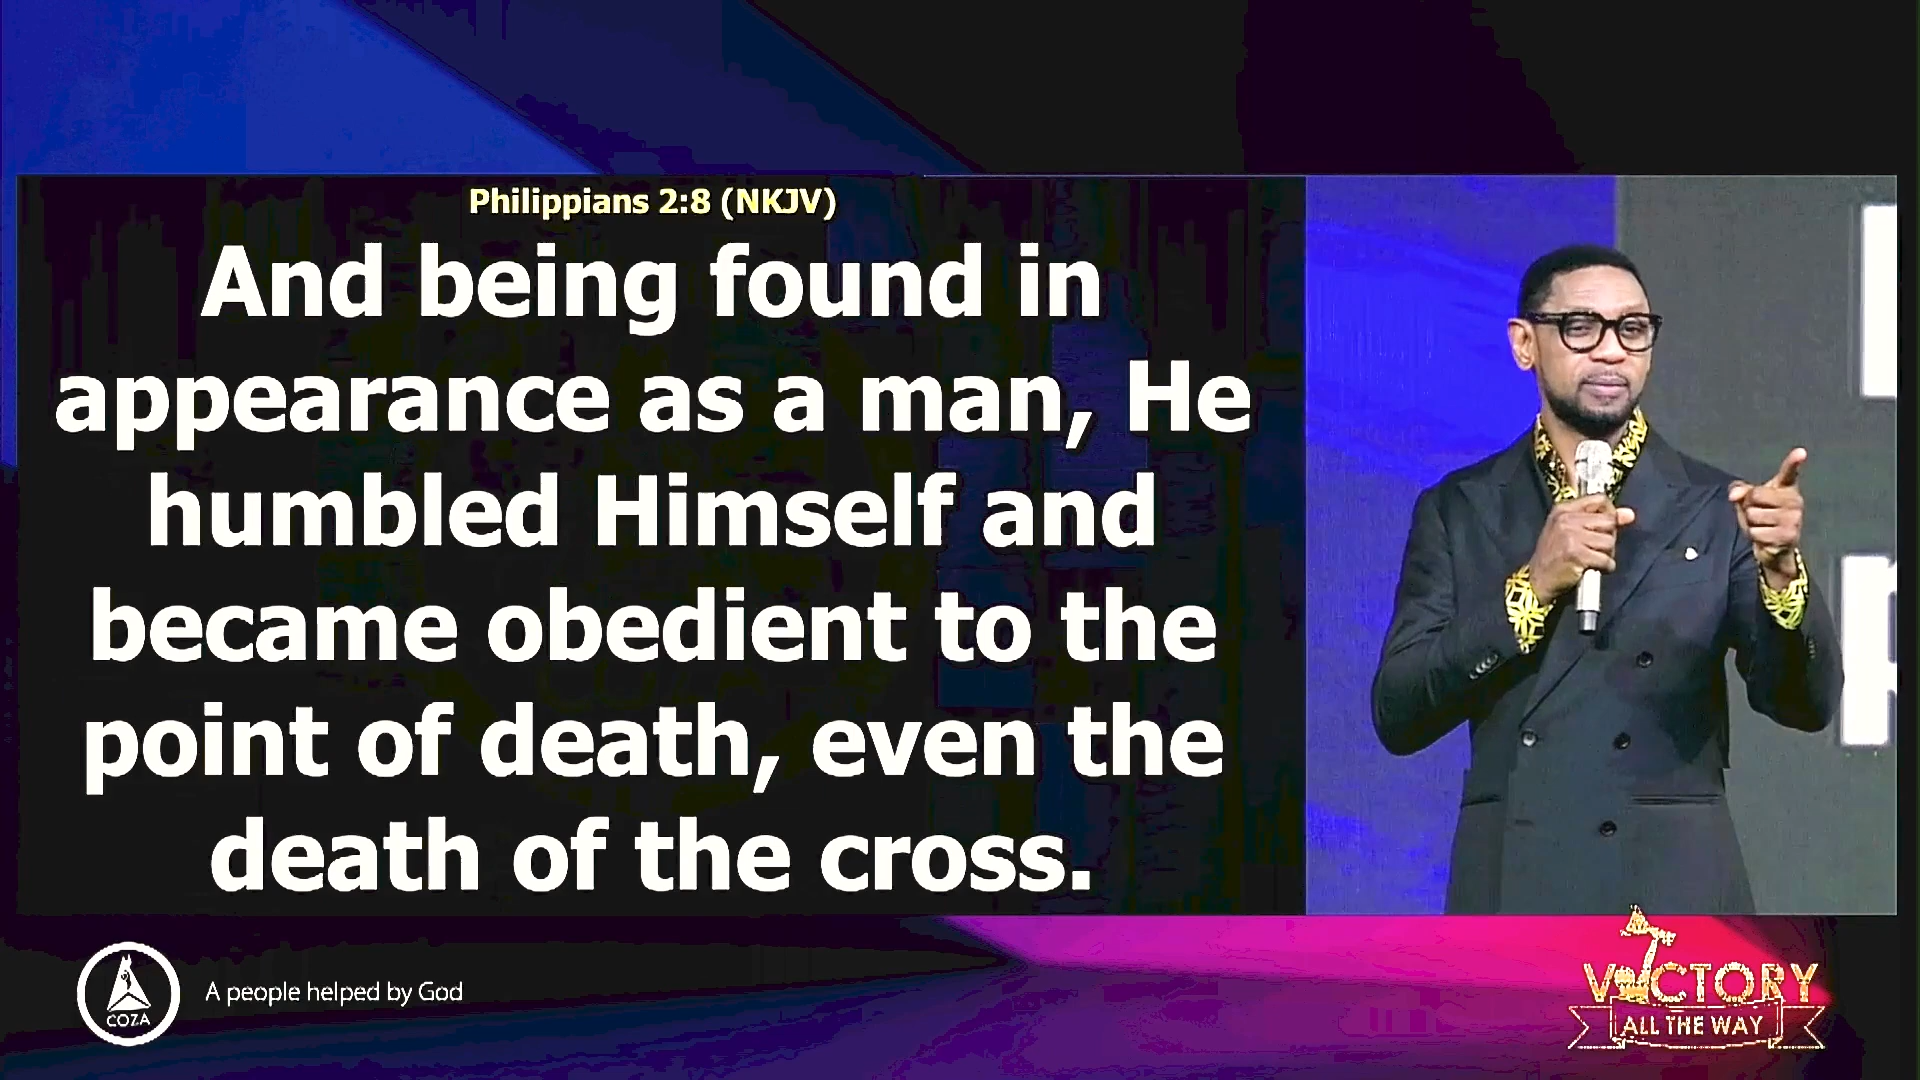 Philippians 2:8 (NKJV)
And being found in
appearance as a man, He
humbled Himself and
became obedient to the
point of death, even the
death of the cross.
COZA
A people helped by God
VICTORY
ALL THE WAY